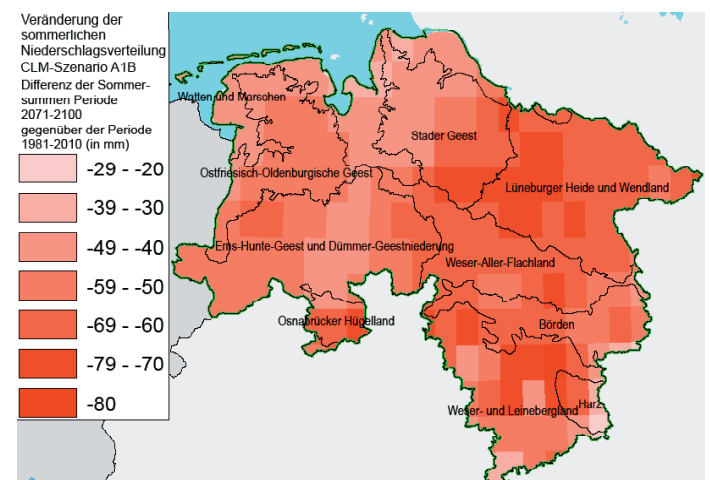 Veränderung der
sommerlichen
Niederschlagsverteilung
CLM-Szenario A1B
Differenz der Sommer-
summen Periode
2071-2100
gegenüber der Periode
1981-2010 (in mm)
-29 - -20
-39 - -30
-49 - -40
-59 - -50
-69 - -60
-79 - -70
-80
Watten und Marschen
Stader Geest
Ostfriesisch-Oldenburgische Geest
Lüneburger Heide und Wendland
Ems-Hunte-Geest und Dümmer-Geestniederung
Weser-Aller-Flachland
Osnabrücker Hügelland
Börden
Harz
Weser- und Leinebergland